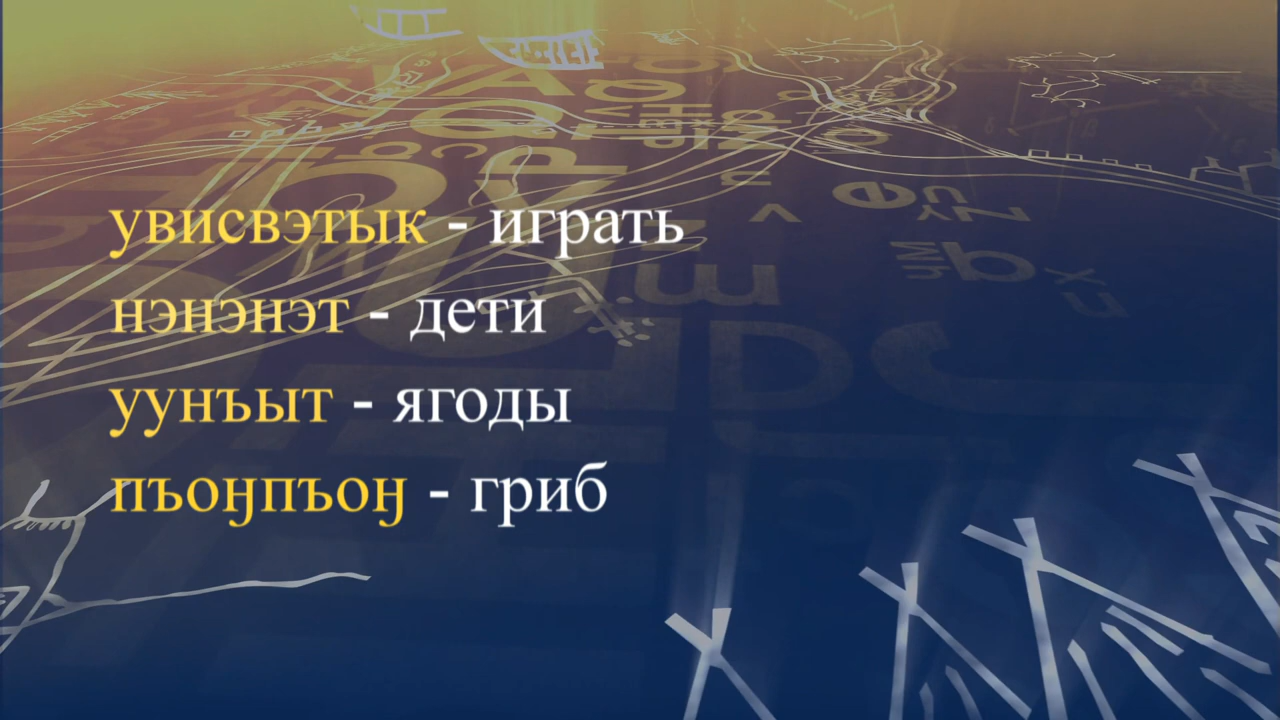 увисвэтык - играть
нэнэнэт - дети
уунъыт - ягоды
пъоӈпъоӈ - гриб